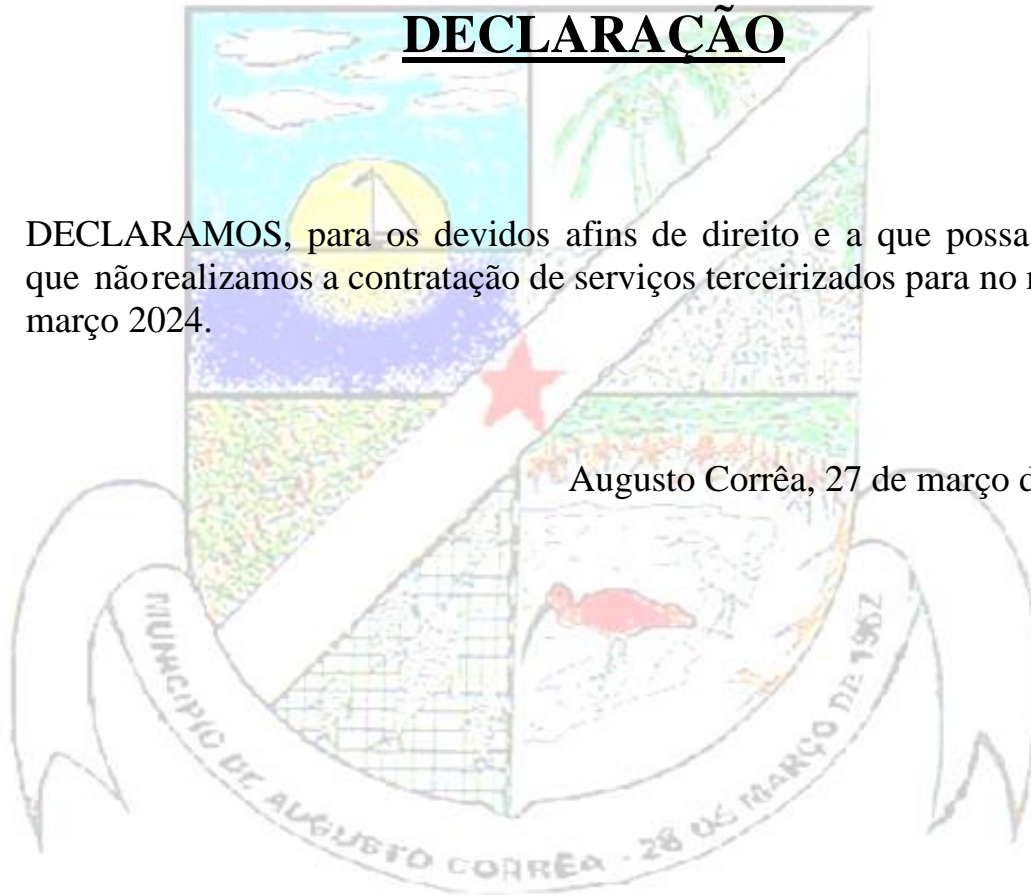 DECLARAÇÃO
DECLARAMOS, para os devidos afins de direito e a que possa
que nãorealizamos a contratação de serviços terceirizados para no
março 2024.
Augusto Corrêa, 27 de março
MUNICIPIO DE AUGUSTO CORRÊA - 28 DE MARÇO DE 1962